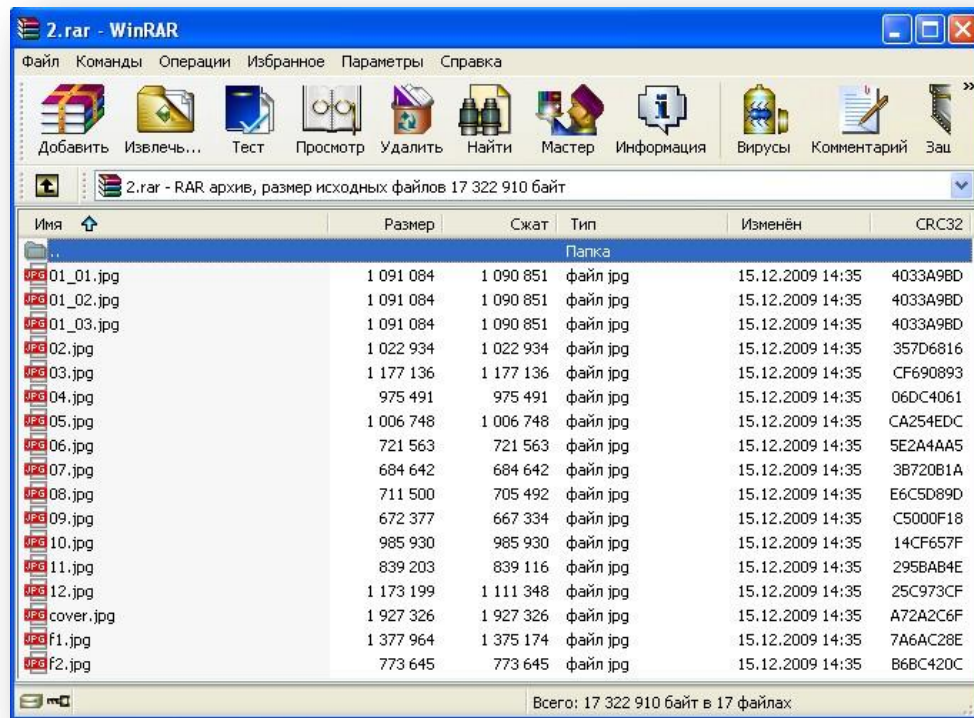 2.rar - WinRAR
Файл Команды Операции Избранное Параметры Справка
Добавить Извлечь... Тест Просмотр Удалить Найти Мастер Информация Вирусы Комментарий Защ
2.rar - RAR архив, размер исходных файлов 17 322 910 байт
Имя Размер Сжат Тип Изменён CRC32
.. Папка
01_01.jpg 1 091 084 1 090 851 файл jpg 15.12.2009 14:35 4033A9BD
01_02.jpg 1 091 084 1 090 851 файл jpg 15.12.2009 14:35 4033A9BD
01_03.jpg 1 091 084 1 090 851 файл jpg 15.12.2009 14:35 4033A9BD
02.jpg 1 022 934 1 022 934 файл jpg 15.12.2009 14:35 357D6816
03.jpg 1 177 136 1 177 136 файл jpg 15.12.2009 14:35 CF690893
04.jpg 975 491 975 491 файл jpg 15.12.2009 14:35 06DC4061
05.jpg 1 006 748 1 006 748 файл jpg 15.12.2009 14:35 CA254EDC
06.jpg 721 563 721 563 файл jpg 15.12.2009 14:35 5E2A4AA5
07.jpg 684 642 684 642 файл jpg 15.12.2009 14:35 3B720B1A
08.jpg 711 500 705 492 файл jpg 15.12.2009 14:35 E6C5D89D
09.jpg 672 377 667 334 файл jpg 15.12.2009 14:35 C5000F18
10.jpg 985 930 985 930 файл jpg 15.12.2009 14:35 14CF657F
11.jpg 839 203 839 116 файл jpg 15.12.2009 14:35 295BAB4E
12.jpg 1 173 199 1 111 348 файл jpg 15.12.2009 14:35 25C973CF
cover.jpg 1 927 326 1 927 326 файл jpg 15.12.2009 14:35 A72A2C6F
f1.jpg 1 377 964 1 375 174 файл jpg 15.12.2009 14:35 7A6AC28E
f2.jpg 773 645 773 645 файл jpg 15.12.2009 14:35 B6BC420C
Всего: 17 322 910 байт в 17 файлах